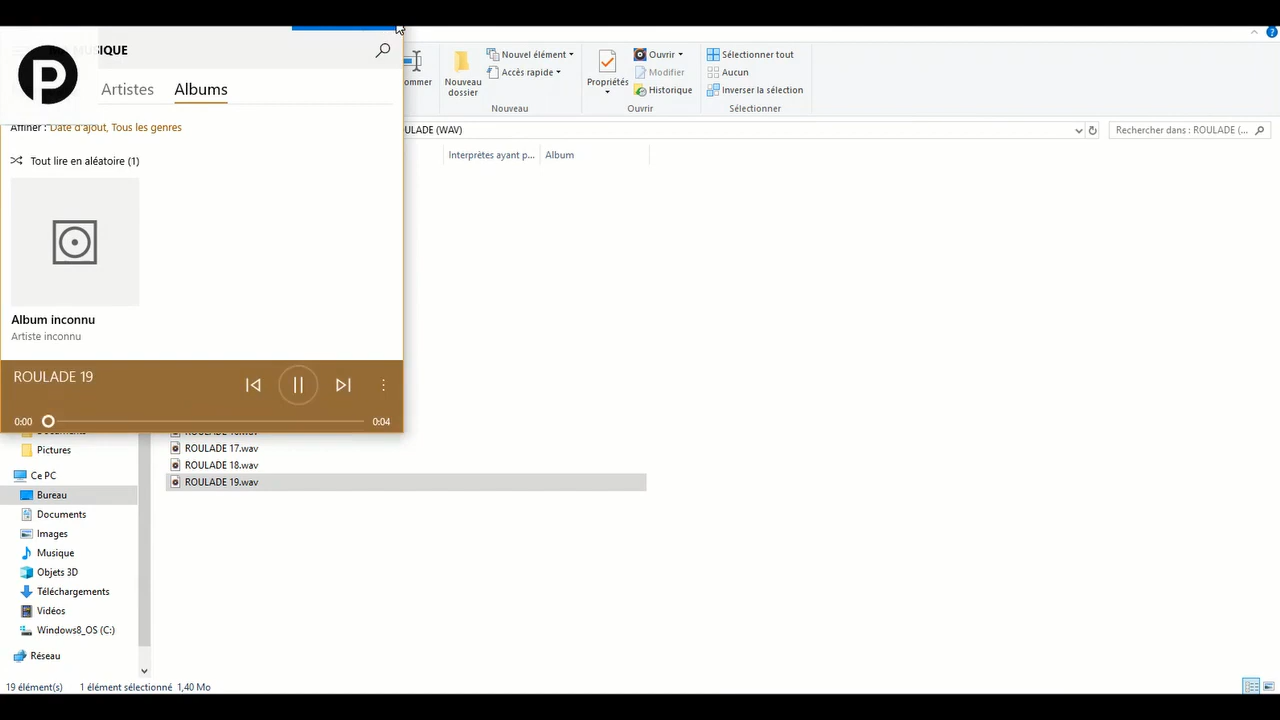 P
MUSIQUE
Artistes Albums
Affiner : Date d'ajout, Tous les genres
Tout lire en aléatoire (1)
Album inconnu
Artiste inconnu
ROULADE 19
0:00 0:04
Nouveau
dossier
Nouvel élément
Accès rapide
Nouveau
Propriétés
Ouvrir
Modifier
Historique
Ouvrir
Sélectionner tout
Aucun
Inverser la sélection
Sélectionner
(WAV)
Rechercher dans : ROULADE (...
Interprètes ayant p... Album
ROULADE 17.wav
ROULADE 18.wav
ROULADE 19.wav
Pictures
Ce PC
Bureau
Documents
Images
Musique
Objets 3D
Téléchargements
Vidéos
Windows8_OS (C:)
Réseau
19 élément(s) 1 élément sélectionné 1,40 Mo